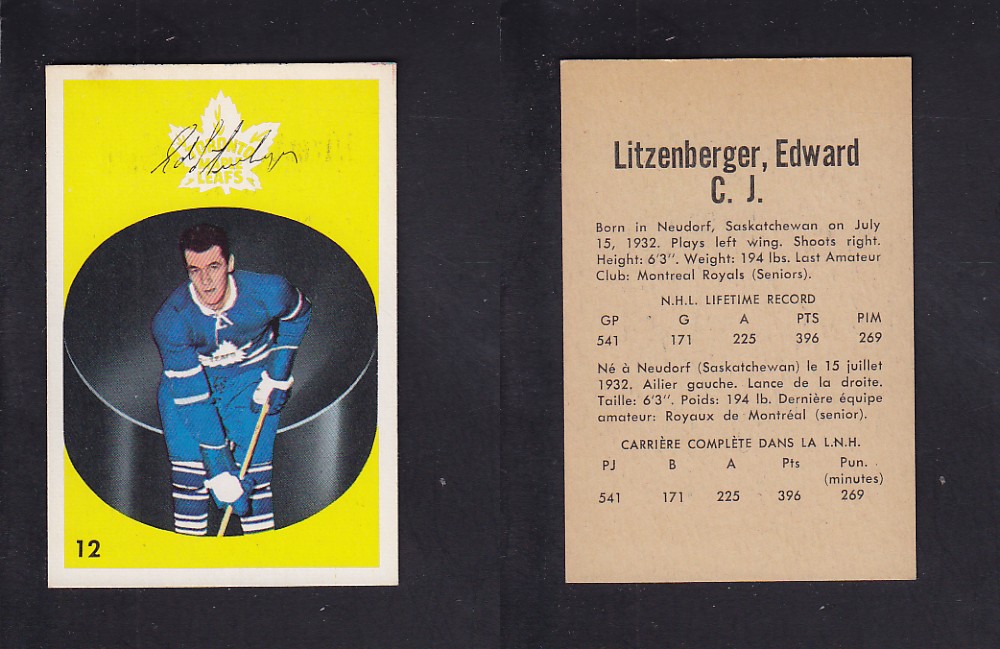 TORONTO
MAPLE
LEAFS
LEAFS
12
Litzenberger, Edward
C. J.
Born in Neudorf, Saskatchewan on July
15, 1932. Plays left wing. Shoots right.
Height: 6'3". Weight: 194 lbs. Last Amateur
Club: Montreal Royals (Seniors).
N.H.L. LIFETIME RECORD
GP G A PTS PIM
541 171 225 396 269
Né à Neudorf (Saskatchewan) le 15 juillet
1932. Ailier gauche. Lance de la droite.
Taille: 6'3". Poids: 194 lb. Dernière équipe
amateur: Royaux de Montréal (senior).
CARRIÈRE COMPLÈTE DANS LA L.N.H.
PJ B A Pts Pun.
(minutes)
541 171 225 396 269